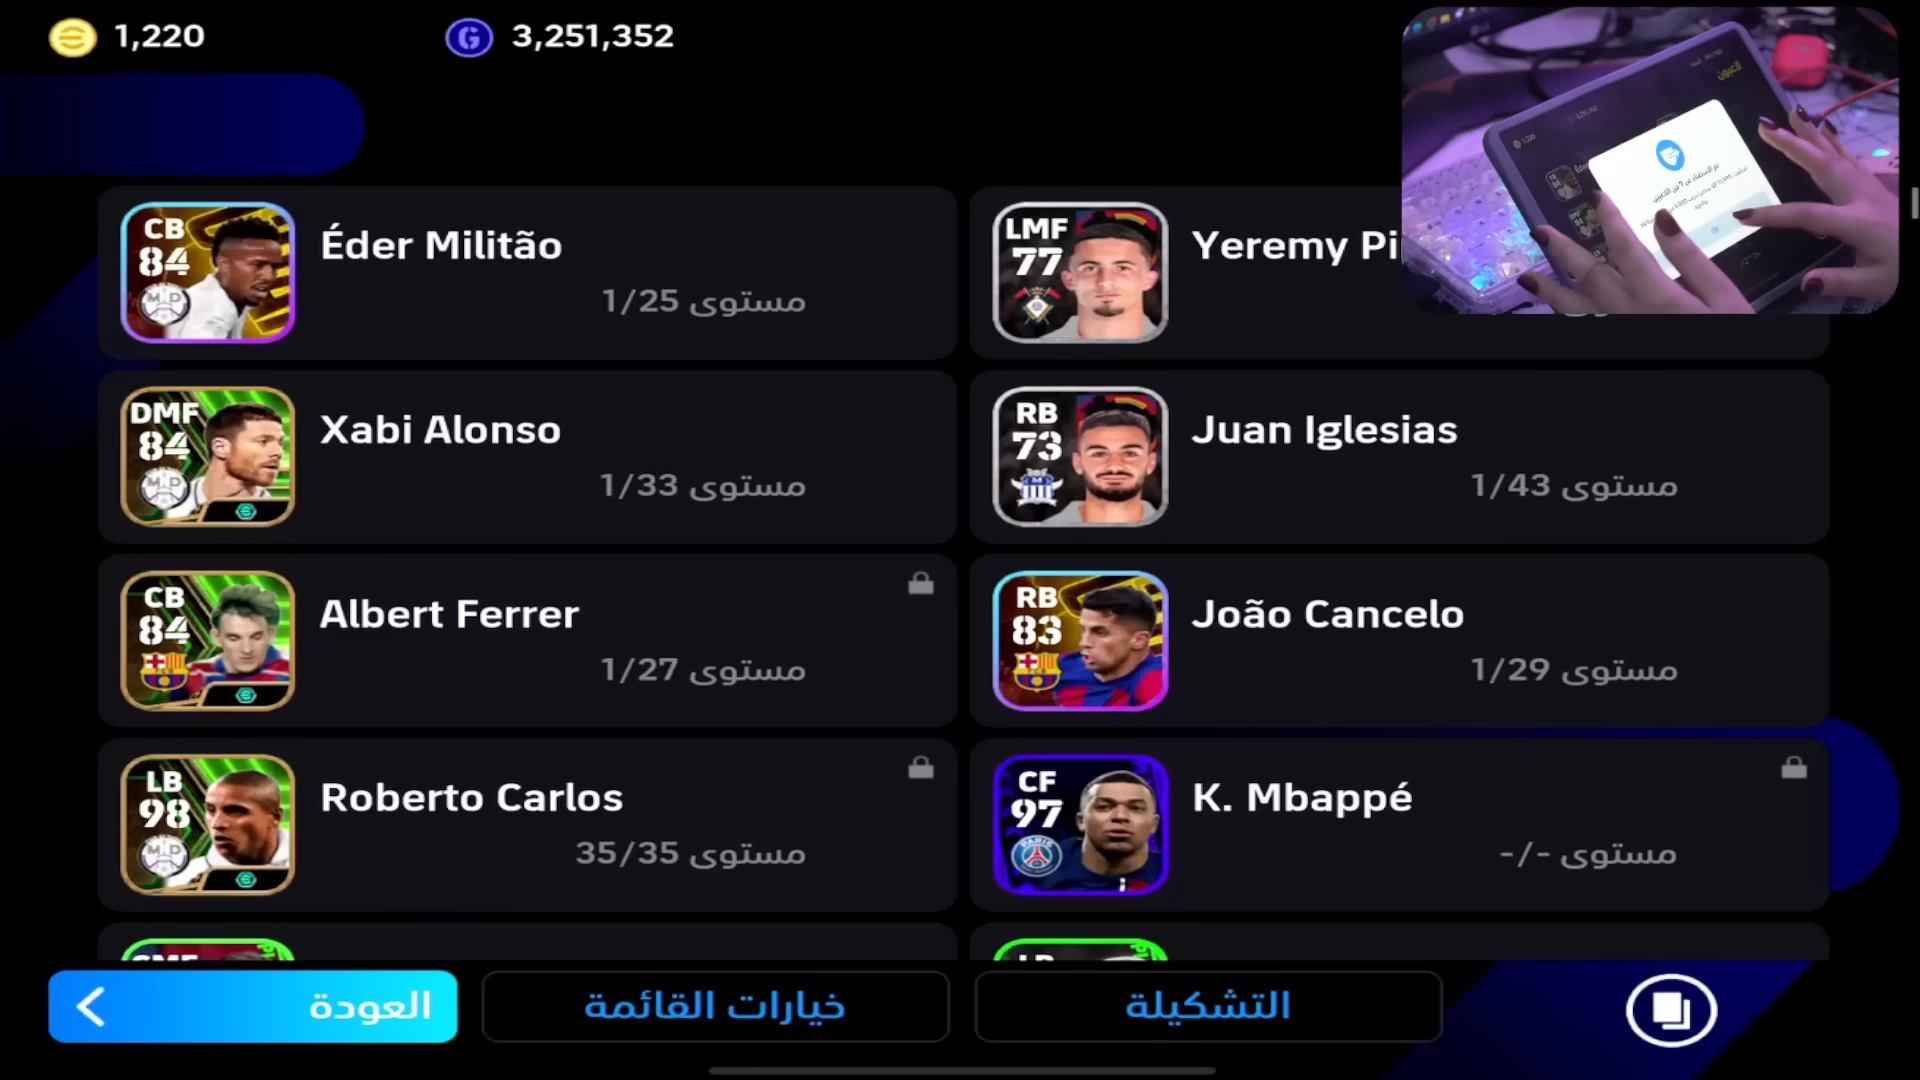 1,220
3,251,352
CB
84
Éder Militão
مستوى 1/25
LMF
77
Yeremy Pi
DMF
84
Xabi Alonso
مستوى 1/33
RB
73
Juan Iglesias
مستوى 1/43
CB
84
Albert Ferrer
مستوى 1/27
RB
83
João Cancelo
مستوى 1/29
LB
98
Roberto Carlos
مستوى 35/35
CF
97
PARIS
K. Mbappé
مستوى -/-
العودة
خيارات القائمة
التشكيلة